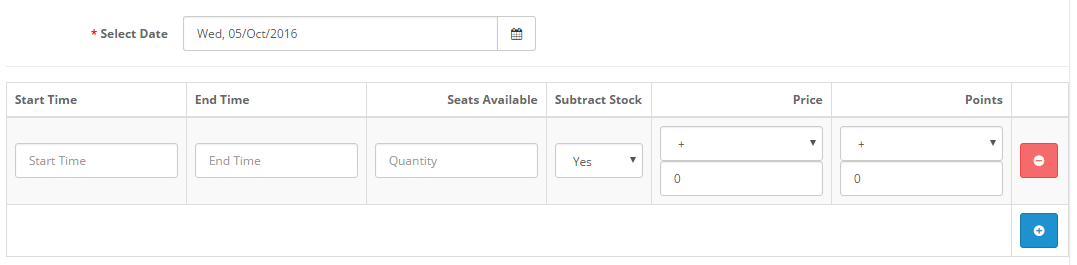 * Select Date Wed, 05/Oct/2016
Start Time End Time Seats Available Subtract Stock Price Points
+ +
Start Time End Time Quantity Yes
0 0